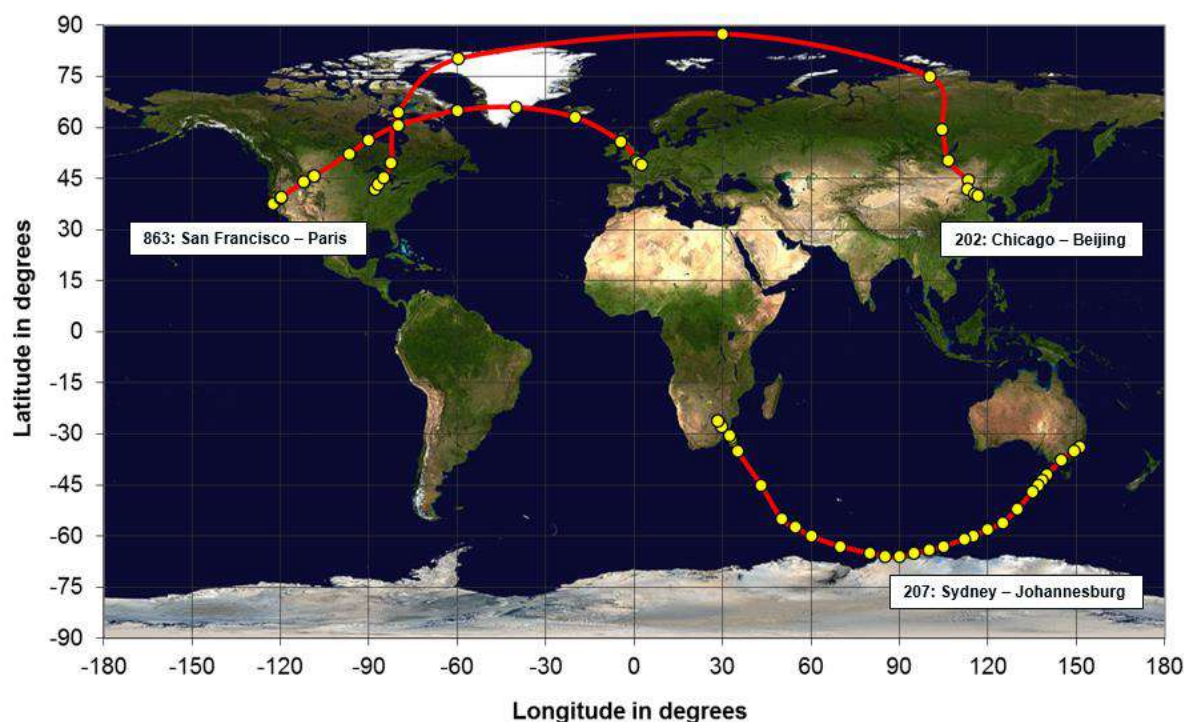 90
75
60
45
30
15
0
-15
-30
-45
-60
-75
-90
Latitude in degrees
863: San Francisco – Paris
202: Chicago – Beijing
207: Sydney – Johannesburg
-180 -150 -120 -90 -60 -30 0 30 60 90 120 150 180
Longitude in degrees